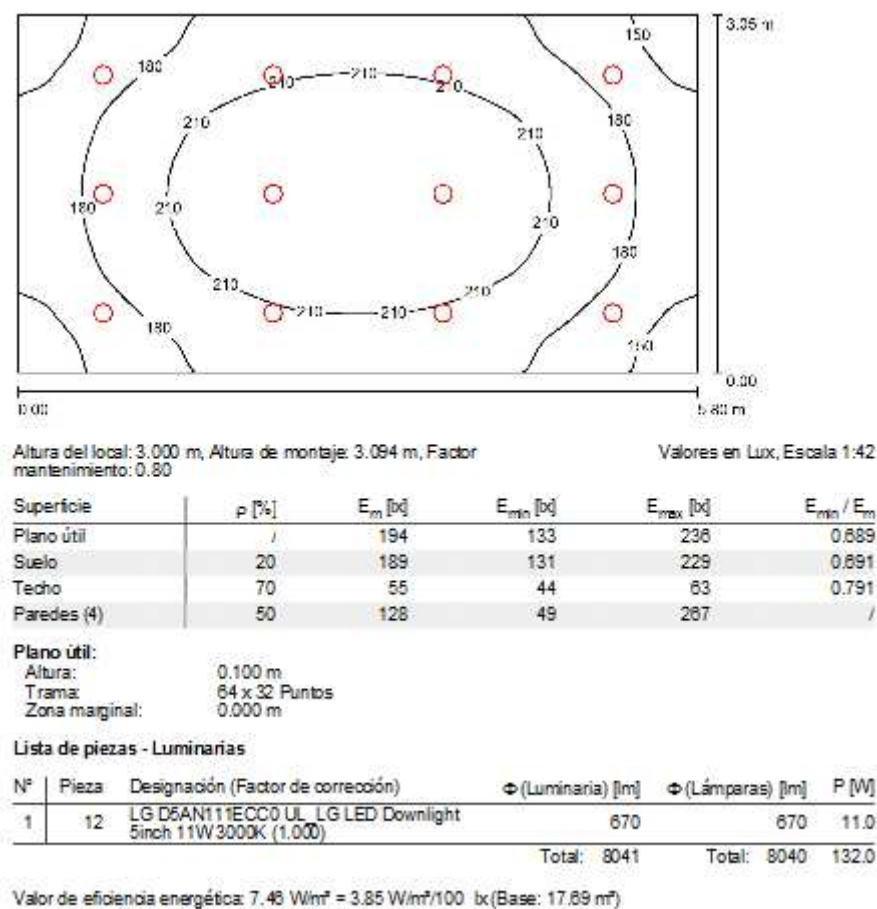 3.05 m
150
180
210
210
210
210
210
180
180
210
210
180
210
210
210
210
180
180
150
0.00
0.00
5.80 m
Altura del local: 3.000 m, Altura de montaje: 3.094 m, Factor
mantenimiento: 0.80
Valores en Lux, Escala 1:42
Superficie ρ [%] Em [lx] Emin [lx] Emax [lx] Emin / Em
Plano útil / 194 133 236 0.689
Suelo 20 189 131 229 0.691
Techo 70 55 44 63 0.791
Paredes (4) 50 128 49 267 /
Plano útil:
Altura: 0.100 m
Trama: 64 x 32 Puntos
Zona marginal: 0.000 m
Lista de piezas - Luminarias
N° Pieza Designación (Factor de corrección) Φ (Luminaria) [lm] Φ (Lámparas) [lm] P [W]
1 12 LG D5AN111ECC0 UL_LG LED Downlight 670 670 11.0
5inch 11W 3000K (1.000)
Total: 8041 Total: 8040 132.0
Valor de eficiencia energética: 7.46 W/m² = 3.85 W/m²/100 lx (Base: 17.69 m²)